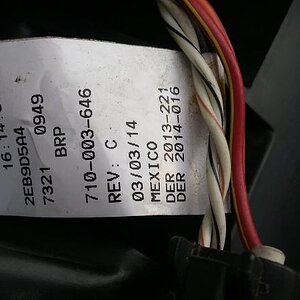 16:14:
2EB9D5A4 0949
7321 BRP
710-003-646
REV: C
03/03/14
MEXICO
DER 2013-221
DER 2014-016